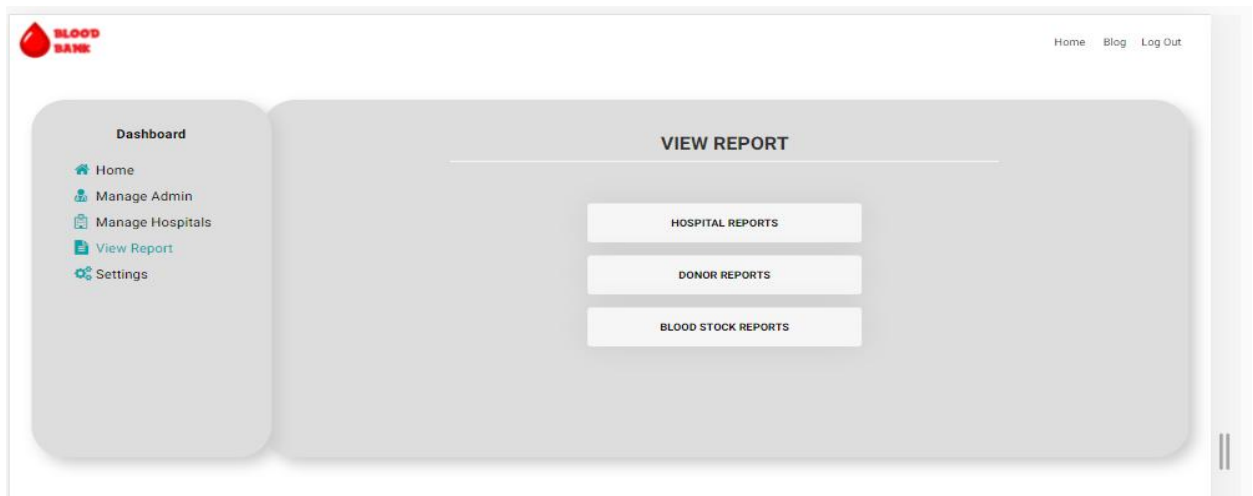 BLOOD
BANK
Home Blog Log Out
Dashboard
Home
Manage Admin
Manage Hospitals
View Report
Settings
VIEW REPORT
HOSPITAL REPORTS
DONOR REPORTS
BLOOD STOCK REPORTS